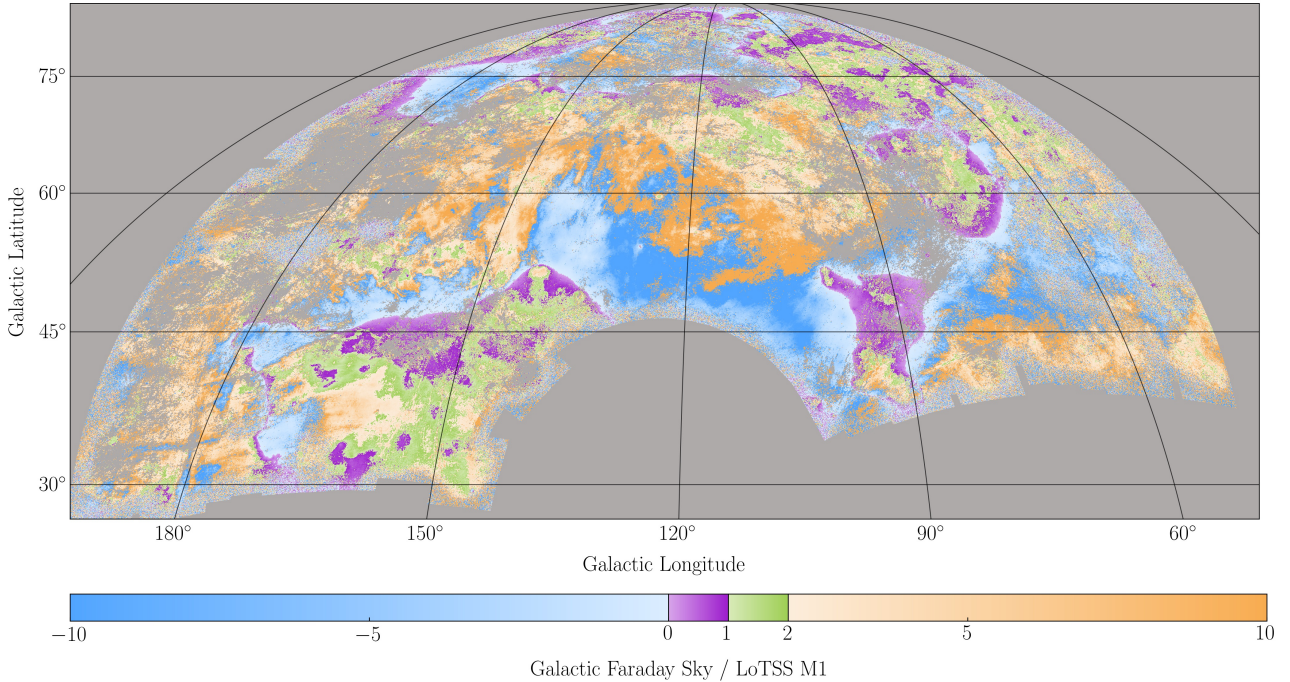 75°
60°
45°
30°
Galactic Latitude
180° 150° 120° 90° 60°
Galactic Longitude
−10 −5 0 1 2 5 10
Galactic Faraday Sky / LoTSS M1